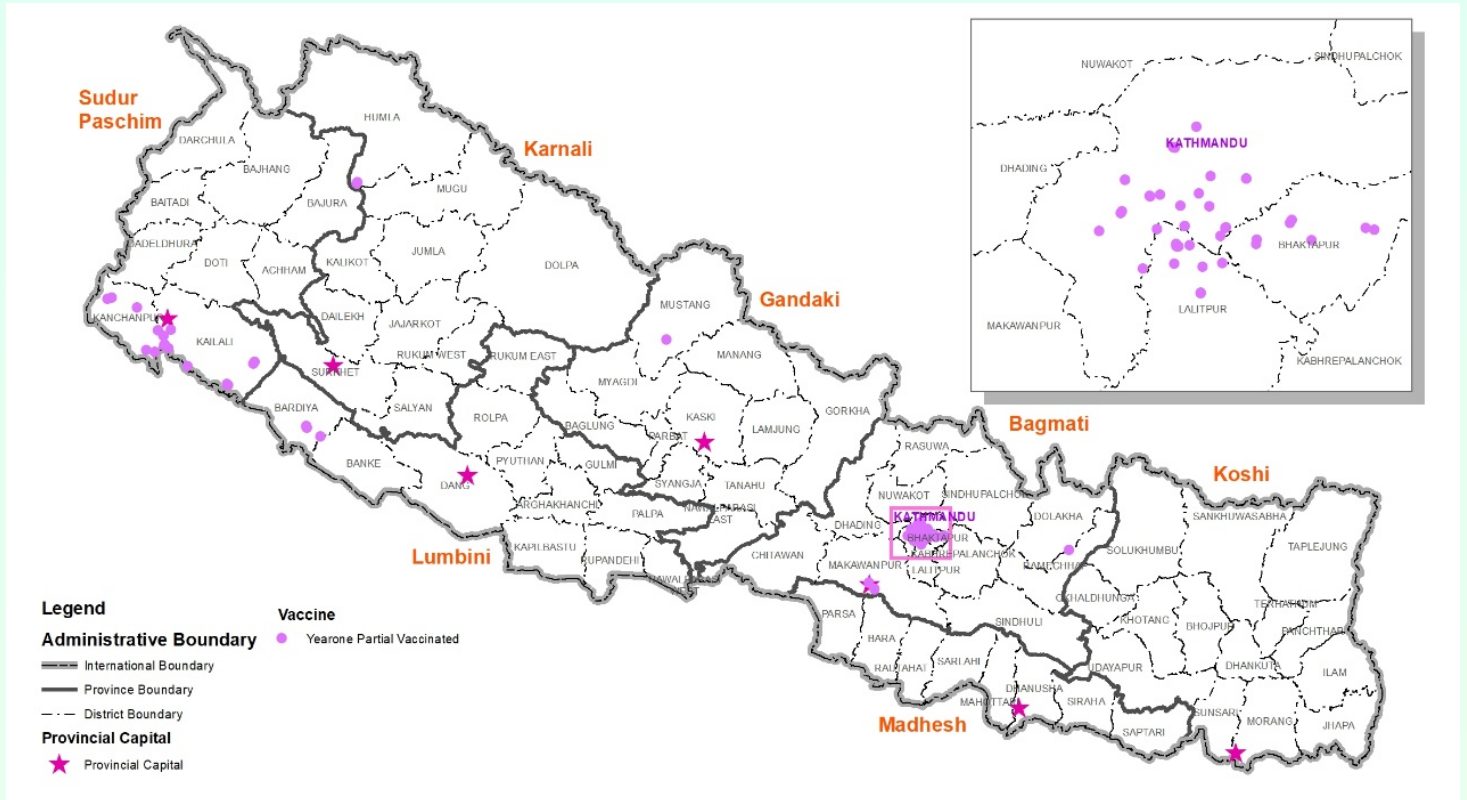 Sudur
Paschim
HUMLA
DARCHULA
Karnali
BAJHANG
MUGU
BAITADI
BAJURA
DADELDHURA
DOTI
ACHHAM
KALIKOT
JUMLA
DOLPA
KANCHANPUR
KAILALI
DAILEKH
JAJARKOT
RUKUM WEST
RUKUM EAST
SURKHET
MUSTANG
Gandaki
MANANG
MYAGDI
BARDIYA
SALYAN
ROLPA
BAGLUNG
KASKI
PARBAT
LAMJUNG
GORKHA
BANKE
DANG
PYUTHAN
GULMI
SYANGJA
TANAHU
ARGHAKHANCHI
PALPA
NAWALPARASI
EAST
Lumbini
KAPILBASTU
RUPANDEHI
CHITAWAN
Bagmati
RASUWA
NUWAKOT
SINDHUPALCHOK
KATHMANDU
DHADING
BHAKTAPUR
KABHREPALANCHOK
DOLAKHA
MAKAWANPUR
LALITPUR
RAMECHHAP
SINDHULI
Koshi
SANKHUWASABHA
TAPLEJUNG
SOLUKHUMBU
OKHALDHUNGA
KHOTANG
BHOJPUR
TERHATHUM
PANCHTHAR
DHANKUTA
ILAM
UDAYAPUR
SUNSARI
MORANG
JHAPA
PARSA
BARA
RAUTAHAT
SARLAHI
MAHOTTARI
DHANUSHA
SIRAHA
SAPTARI
Madhesh
NUWAKOT
SINDHUPALCHOK
KATHMANDU
DHADING
BHAKTAPUR
LALITPUR
MAKAWANPUR
KABHREPALANCHOK
Legend
Administrative Boundary
International Boundary
Province Boundary
District Boundary
Provincial Capital
Provincial Capital
Vaccine
Yearone Partial Vaccinated